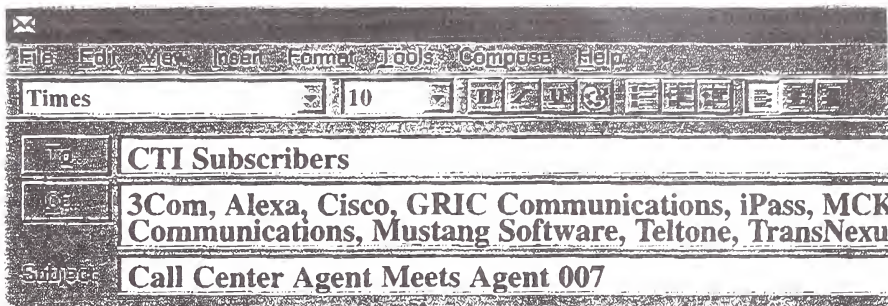 File Edit View Insert Format Tools Compose Help
Times 10 B U
To CTI Subscribers
Cc 3Com, Alexa, Cisco, GRIC Communications, iPass, MCK
Communications, Mustang Software, Teltone, TransNexu
Subject: Call Center Agent Meets Agent 007